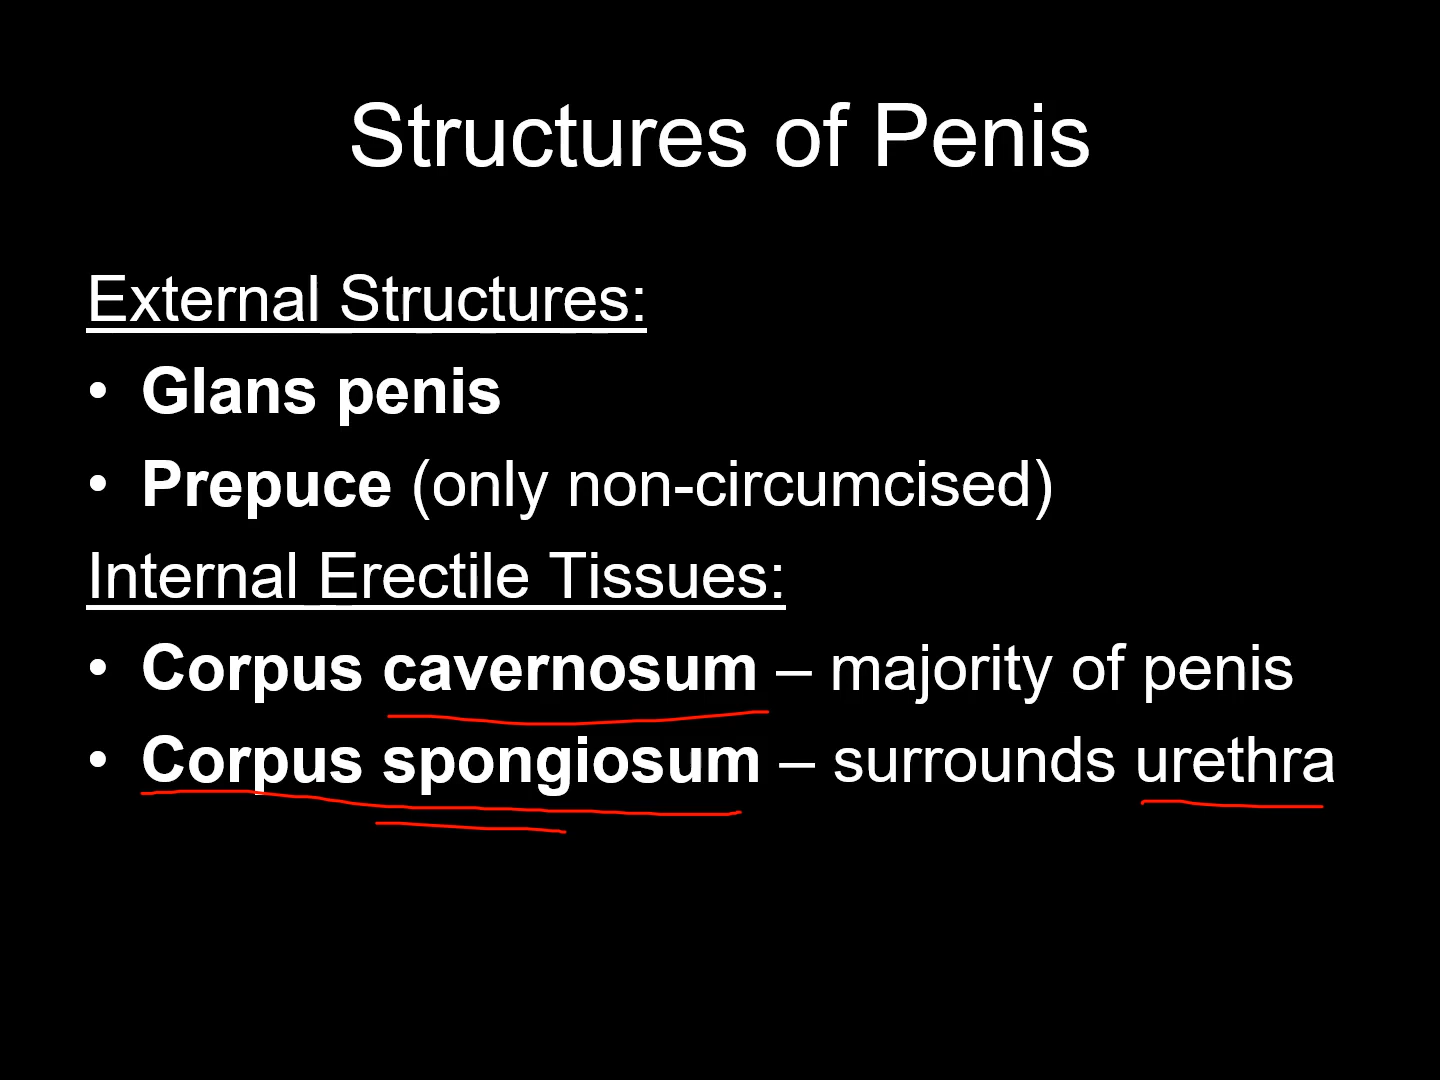 Structures of Penis
External Structures:
• Glans penis
• Prepuce (only non-circumcised)
Internal Erectile Tissues:
• Corpus cavernosum – majority of penis
• Corpus spongiosum – surrounds urethra